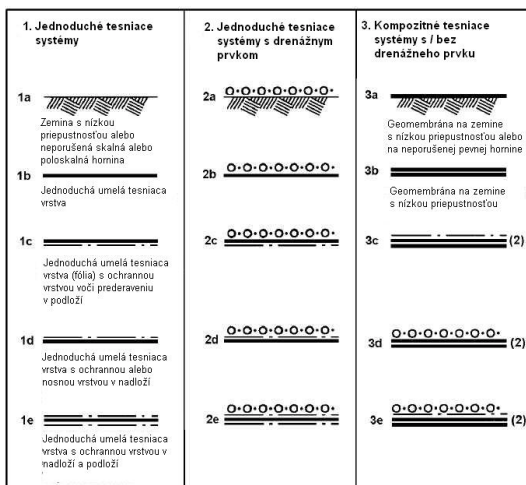 1. Jednoduché tesniace
systémy
1a
Zemina s nízkou
priepustnosťou alebo
neporušená skalná alebo
poloskalná hornina
1b
Jednoduchá umelá tesniaca
vrstva
1c
Jednoduchá umelá tesniaca
vrstva (fólia) s ochrannou
vrstvou voči prederaveniu
v podloží
1d
Jednoduchá umelá tesniaca
vrstva s ochrannou alebo
nosnou vrstvou v nadloží
1e
Jednoduchá umelá tesniaca
vrstva s ochrannou vrstvou v
nadloží a podloží
2. Jednoduché tesniace
systémy s drenážnym
prvkom
2a
2b
2c
2d
2e
3. Kompozitné tesniace
systémy s / bez
drenážneho prvku
3a
Geomembrána na zemine
s nízkou priepustnosťou alebo
na neporušenej pevnej hornine
3b
Geomembrána na zemine
s nízkou priepustnosťou
3c (2)
3d (2)
3e (2)